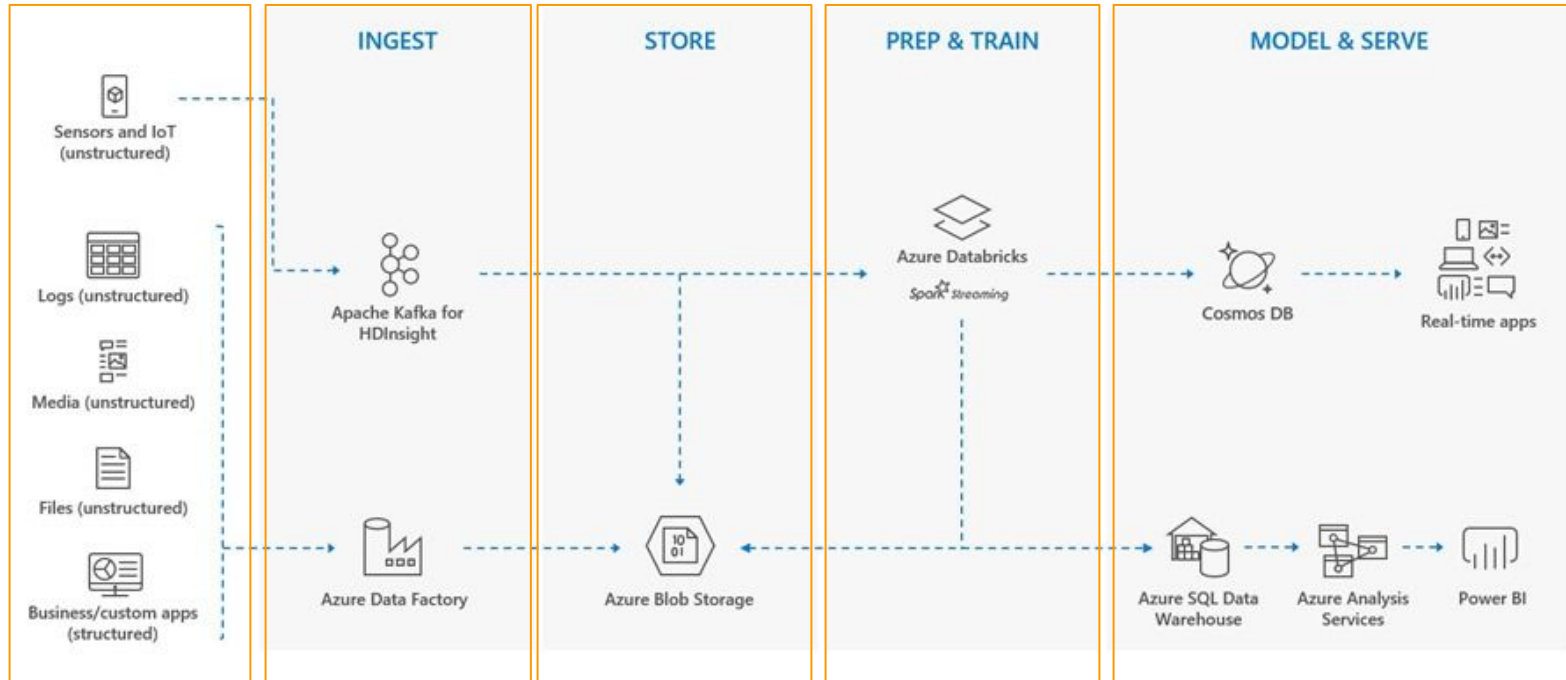 INGEST
STORE
PREP & TRAIN
MODEL & SERVE
Sensors and IoT
(unstructured)
Logs (unstructured)
Media (unstructured)
Files (unstructured)
Business/custom apps
(structured)
Apache Kafka for
HDInsight
Azure Data Factory
10
01
Azure Blob Storage
Azure Databricks
Spark Streaming
Cosmos DB
Real-time apps
Azure SQL Data
Warehouse
Azure Analysis
Services
Power BI